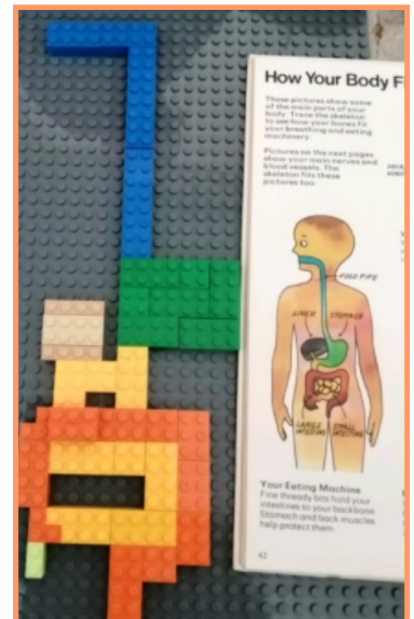 How Your Body F
These pictures show some
of the main parts of your
body. Trace the skeleton
to see how your bones fit
your breathing and eating
machinery.
Pictures on the next pages
show your main nerves and
blood vessels. The
skeleton fits these
pictures too.
FOOD PIPE
LIVER STOMACH
LARGE INTESTINE
SMALL INTESTINE
Your Eating Machine
Fine thready bits hold your
intestines to your backbone.
Stomach and back muscles
help protect them.
42